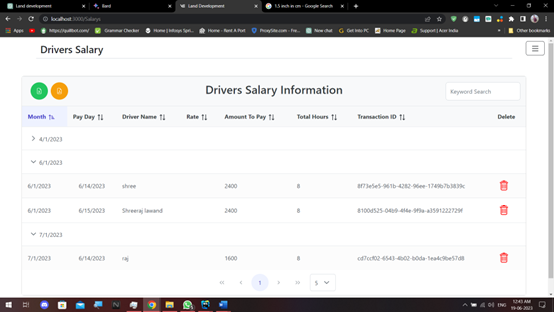 Land development
Bard
Land Development
1.5 inch in cm - Google Search
localhost:3000/Salarys
Apps
https://quillbot.com/
Grammar Checker
Home | Infoops Spri...
Home - Rent A Port
ProxySite.com - Free...
New chat
Get Into PC
Home Page
Support | Acer India
Other bookmarks
Drivers Salary
Drivers Salary Information
Keyword Search
Month Pay Day Driver Name Rate Amount To Pay Total Hours Transaction ID Delete
4/1/2023
6/1/2023
6/1/2023 6/14/2023 shree 2400 8 8f73e5e5-961b-4282-96ee-1749b7b3839c
6/1/2023 6/15/2023 Shreeraj lawand 2400 8 8100d525-04b9-4f4e-9f9a-a3591222729f
7/1/2023
7/1/2023 6/14/2023 raj 1600 8 cd7ccf02-6543-4b02-b0da-1ea4c9be57d8
1 5
ENG
12:43 AM
19-06-2023